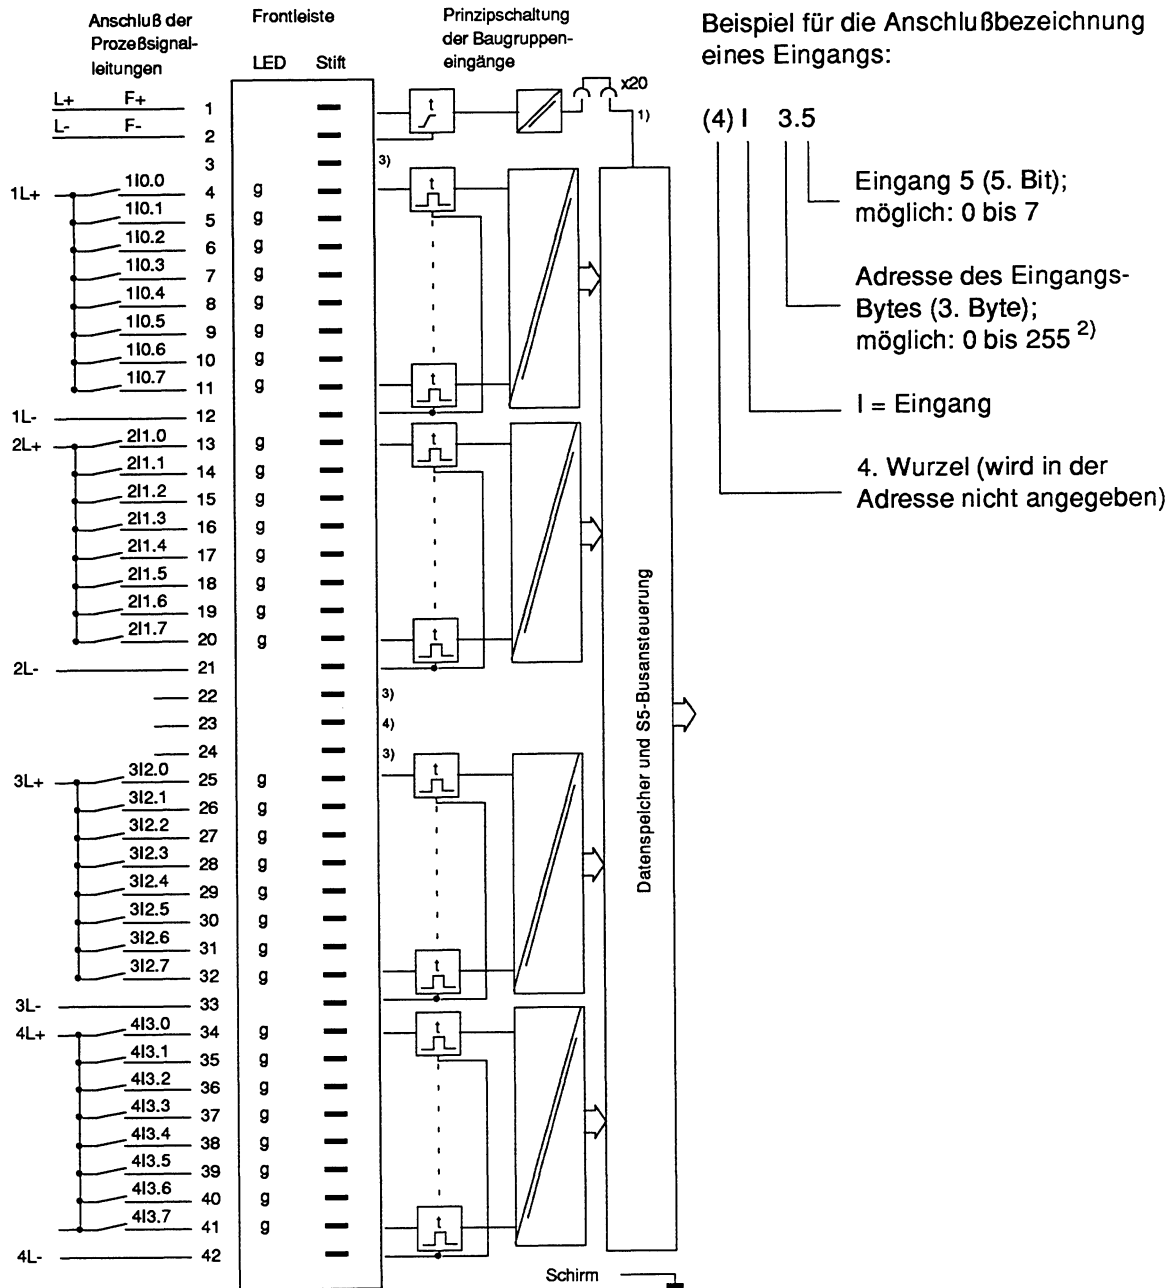 Anschluß der
Prozeßsignal-
leitungen
Frontleiste
LED Stift
Prinzipschaltung
der Baugruppen-
eingänge
L+ F+ 1
L- F- 2
3 3)
1L+ 1I0.0 4 g
1I0.1 5 g
1I0.2 6 g
1I0.3 7 g
1I0.4 8 g
1I0.5 9 g
1I0.6 10 g
1I0.7 11 g
1L- 12
2L+ 2I1.0 13 g
2I1.1 14 g
2I1.2 15 g
2I1.3 16 g
2I1.4 17 g
2I1.5 18 g
2I1.6 19 g
2I1.7 20 g
2L- 21
22 3)
23 4)
24 3)
3L+ 3I2.0 25 g
3I2.1 26 g
3I2.2 27 g
3I2.3 28 g
3I2.4 29 g
3I2.5 30 g
3I2.6 31 g
3I2.7 32 g
3L- 33
4L+ 4I3.0 34 g
4I3.1 35 g
4I3.2 36 g
4I3.3 37 g
4I3.4 38 g
4I3.5 39 g
4I3.6 40 g
4I3.7 41 g
4L- 42
t
x20
1)
t
t
t
t
t
t
t
t
Datenspeicher und S5-Busansteuerung
Schirm
Beispiel für die Anschlußbezeichnung
eines Eingangs:
(4) I 3.5
Eingang 5 (5. Bit);
möglich: 0 bis 7
Adresse des Eingangs-
Bytes (3. Byte);
möglich: 0 bis 255 2)
I = Eingang
4. Wurzel (wird in der
Adresse nicht angegeben)